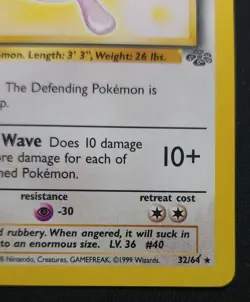 mon. Length: 3' 3", Weight: 26 lbs.
The Defending Pokémon is
p.
Wave Does 10 damage
re damage for each of
ned Pokémon.
10+
resistance
retreat cost
-30
d rubbery. When angered, it will suck in
to an enormous size. LV. 36 #40
Nintendo, Creatures, GAMEFREAK. ©1999 Wizards.
32/64 ★